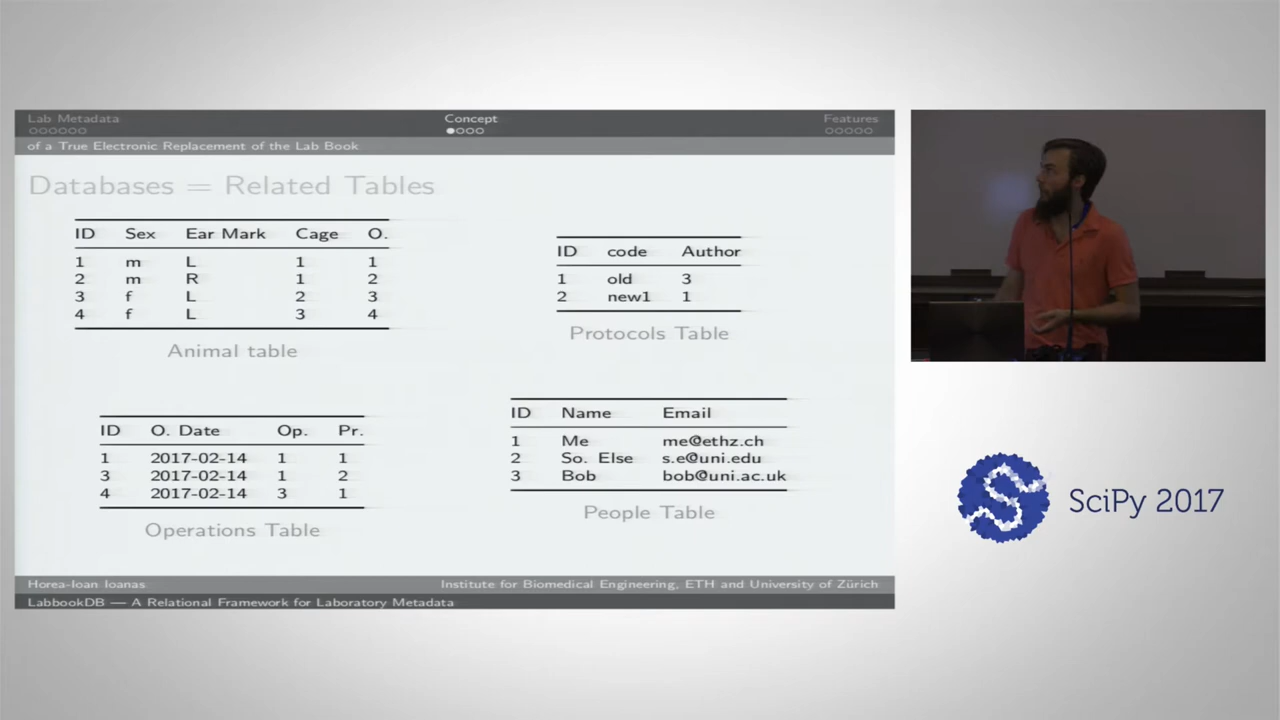 Lab Metadata
Concept
Features
of a True Electronic Replacement of the Lab Book
Databases = Related Tables
ID Sex Ear Mark Cage O.
1 m L 1 1
2 m R 1 2
3 f L 2 3
4 f L 3 4
Animal table
ID code Author
1 old 3
2 new1 1
Protocols Table
ID O. Date Op. Pr.
1 2017-02-14 1 1
3 2017-02-14 1 2
4 2017-02-14 3 1
Operations Table
ID Name Email
1 Me me@ethz.ch
2 So. Else s.e@uni.edu
3 Bob bob@uni.ac.uk
People Table
Horea-Ioan Ioanas
Institute for Biomedical Engineering, ETH and University of Zürich
LabbookDB — A Relational Framework for Laboratory Metadata
SciPy 2017